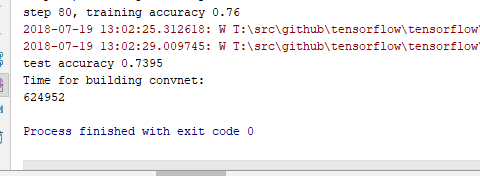 step 80, training accuracy 0.76
2018-07-19 13:02:25.312618: W T:\src\github\tensorflow\tensorflow\
2018-07-19 13:02:29.009745: W T:\src\github\tensorflow\tensorflow\
test accuracy 0.7395
Time for building convnet:
624952
Process finished with exit code 0